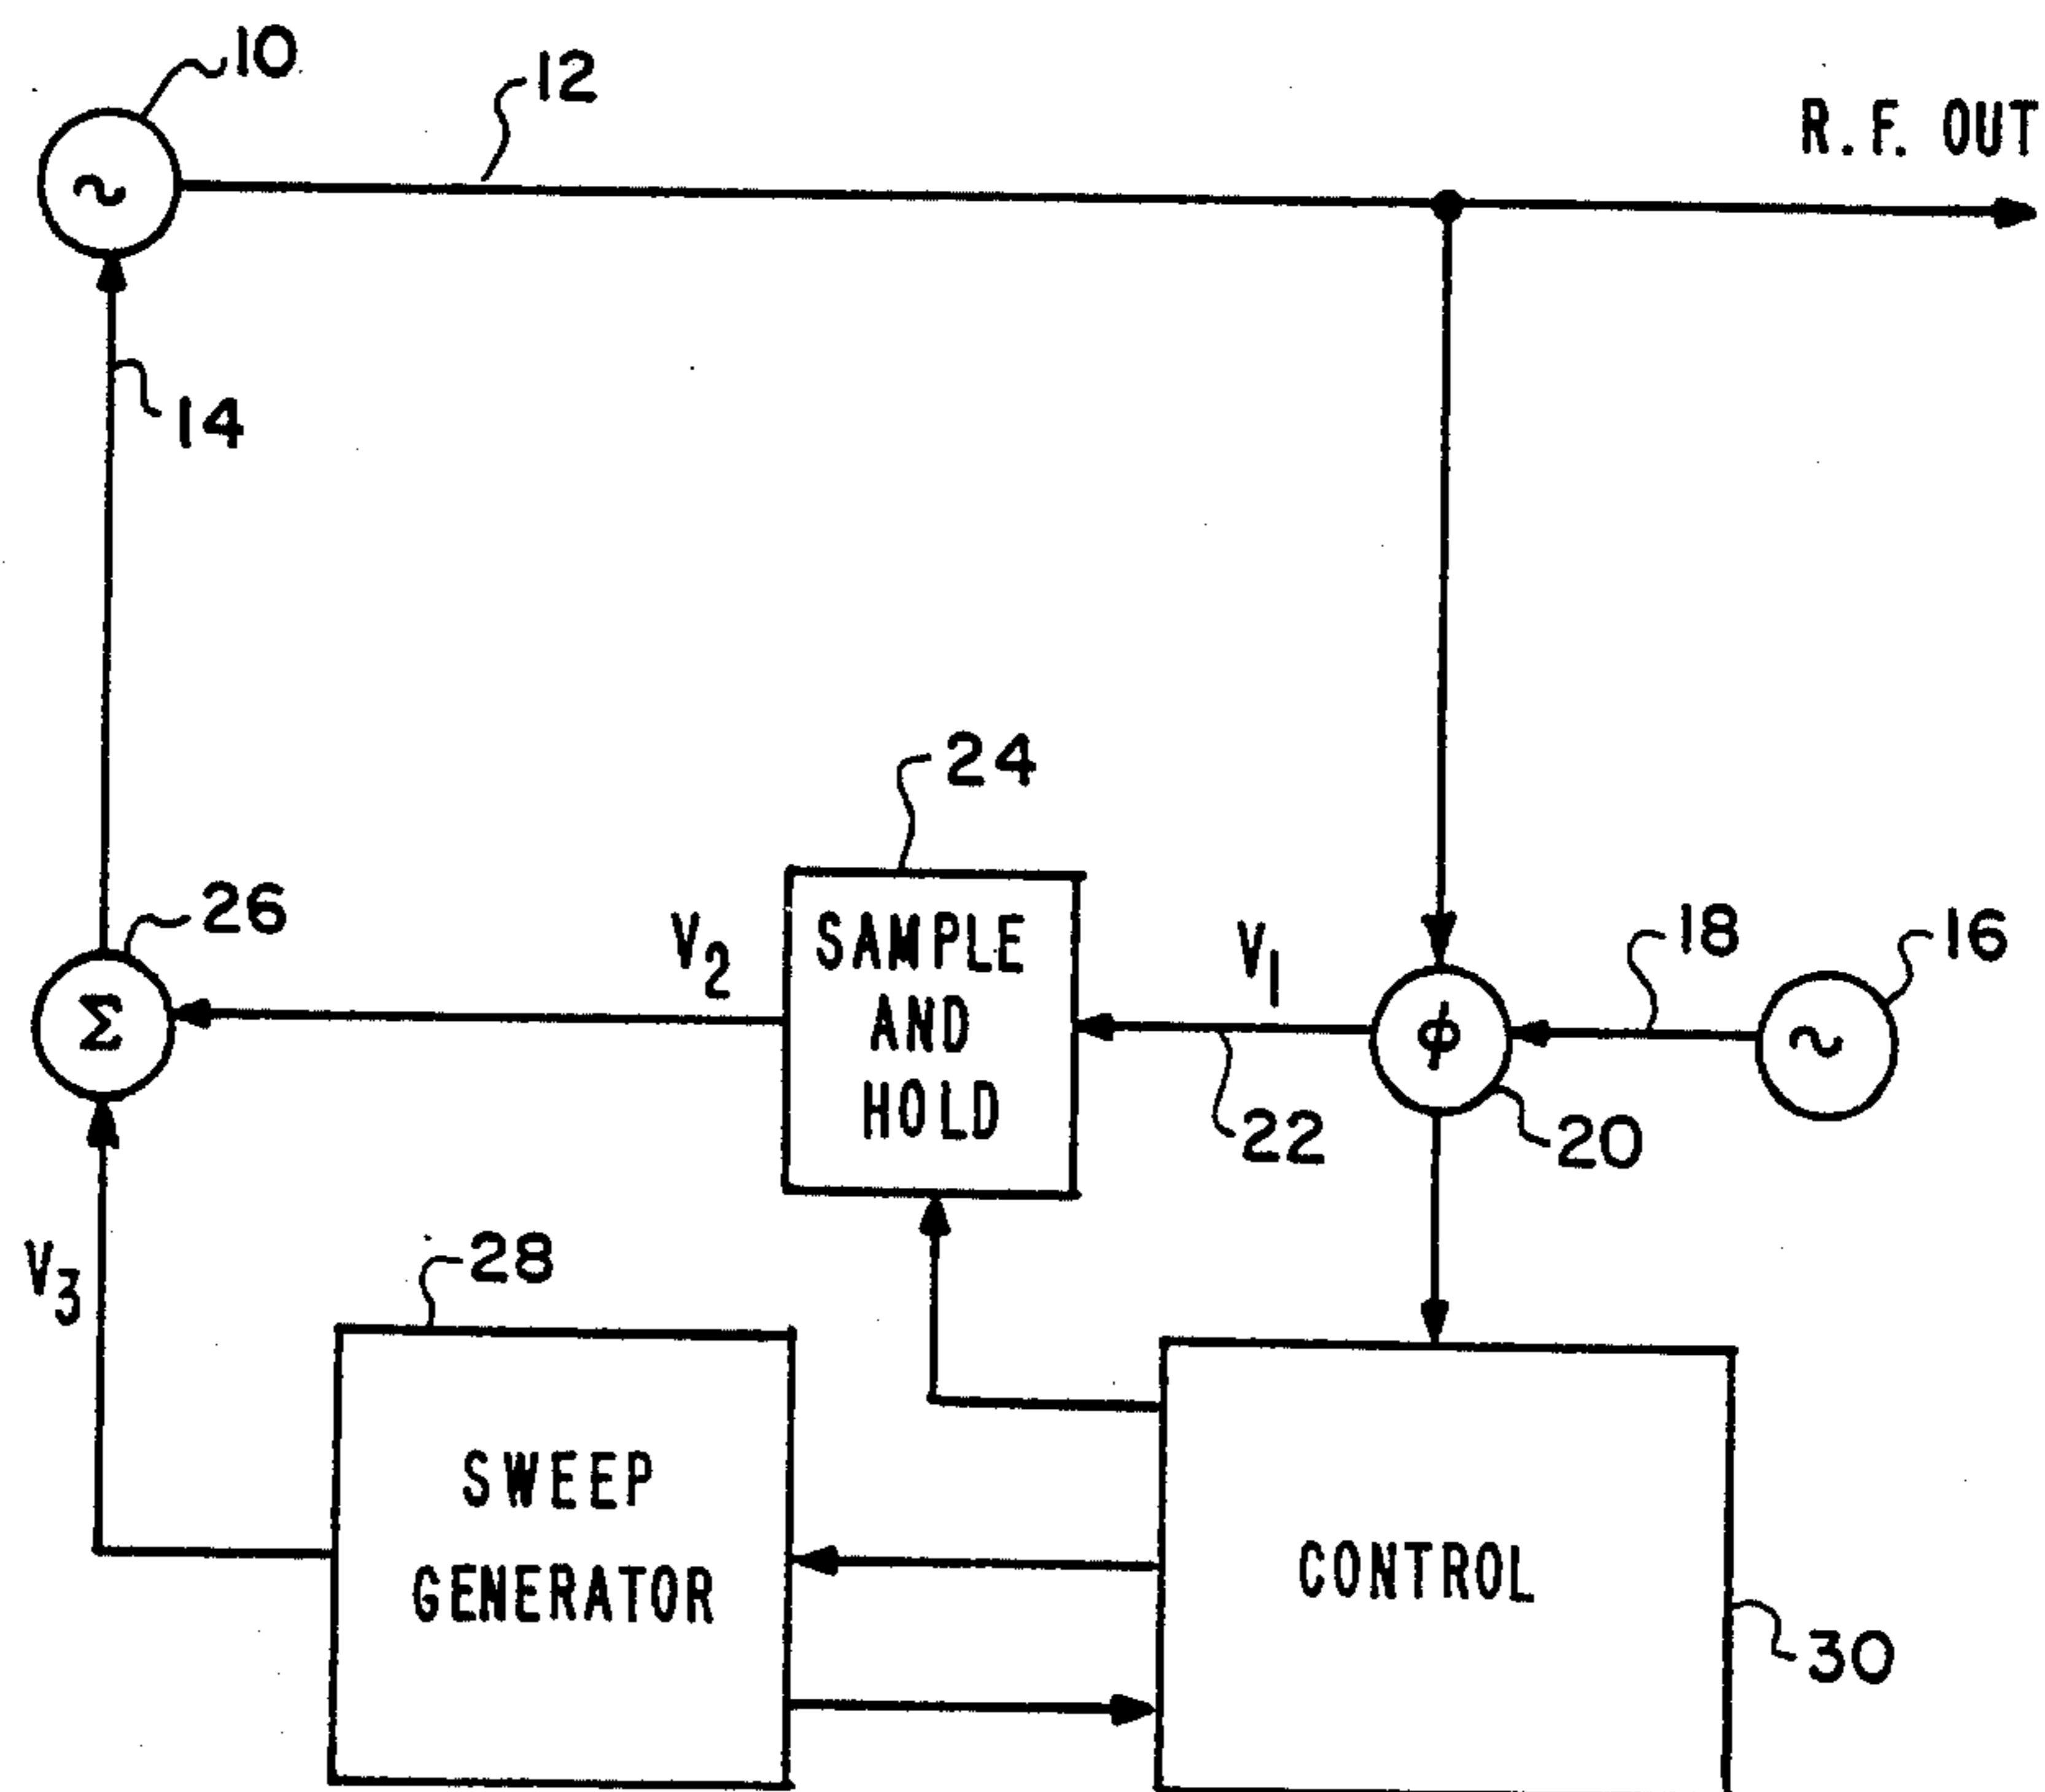 10
12
R.F. OUT
14
24
26
V2
SAMPLE
AND
HOLD
V1
18
16
Σ
ϕ
22
20
V3
28
SWEEP
GENERATOR
CONTROL
30